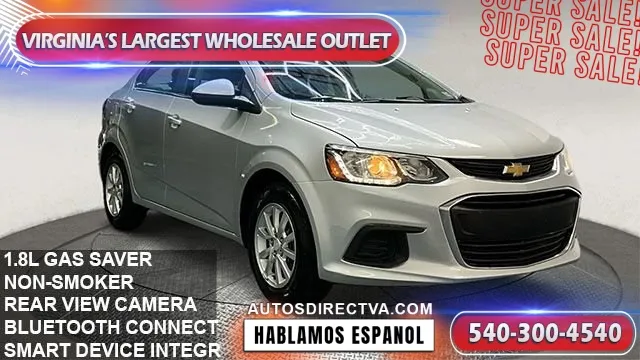 VIRGINIA'S LARGEST WHOLESALE OUTLET
SUPER SALE!
SUPER SALE!
SUPER SALE!
1.8L GAS SAVER
NON-SMOKER
REAR VIEW CAMERA
BLUETOOTH CONNECT
SMART DEVICE INTEGR
AUTOSDIRECTVA.COM
HABLAMOS ESPANOL
540-300-4540